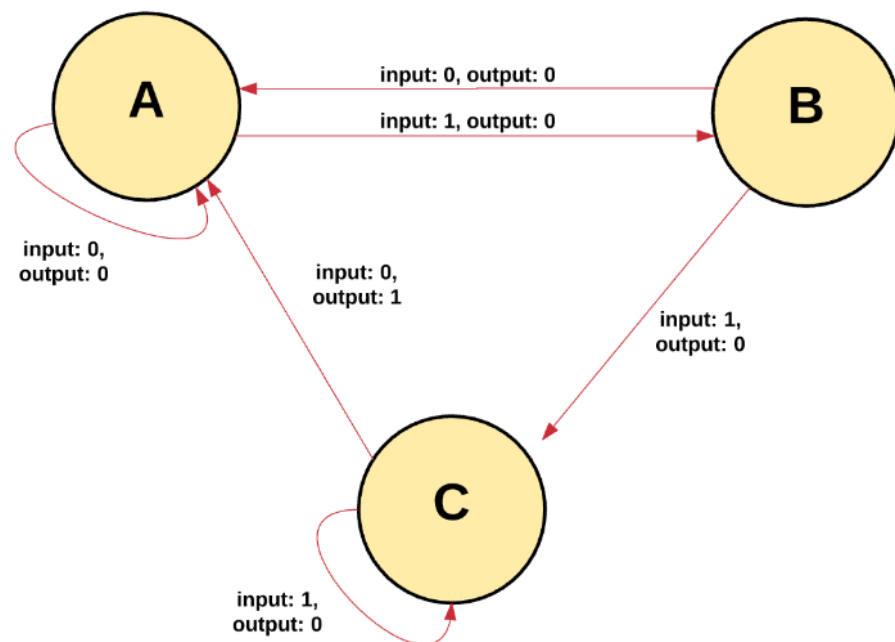 A
input: 0, output: 0
B
input: 1, output: 0
input: 0,
output: 0
input: 0,
output: 1
input: 1,
output: 0
C
input: 1,
output: 0